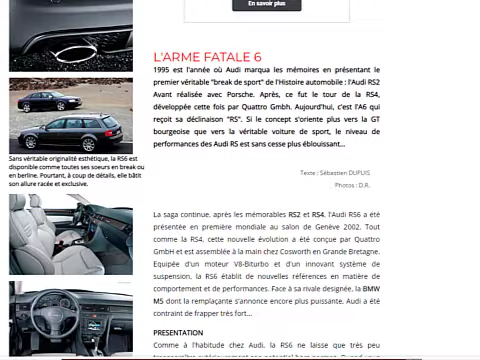 En savoir plus
L'ARME FATALE 6
1995 est l'année où Audi marqua les mémoires en présentant le
premier véritable "break de sport" de l'Histoire automobile : l'Audi RS2
Avant réalisée avec Porsche. Après, ce fut le tour de la RS4,
développée cette fois par Quattro Gmbh. Aujourd'hui, c'est l'A6 qui
reçoit sa déclinaison "RS". Si le concept s'oriente plus vers la GT
bourgeoise que vers la véritable voiture de sport, le niveau de
performances des Audi RS est sans cesse plus éblouissant...
Sans véritable originalité esthétique, la RS6 est
disponible comme toutes ses soeurs en break ou
en berline. Pourtant, à coup de détails, elle bâtit
son allure racée et exclusive.
Texte : Sébastien DUPUIS
Photos : D.R.
La saga continue, après les mémorables RS2 et RS4, l'Audi RS6 a été
présentée en première mondiale au salon de Genève 2002. Tout
comme la RS4, cette nouvelle évolution a été conçue par Quattro
GmbH et est assemblée à la main chez Cosworth en Grande Bretagne.
Equipée d'un moteur V8-Biturbo et d'un innovant système de
suspension, la RS6 établit de nouvelles références en matière de
comportement et de performances. Face à sa rivale désignée, la BMW
M5 dont la remplaçante s'annonce encore plus puissante, Audi a été
contraint de frapper très fort...
PRESENTATION
Comme à l'habitude chez Audi, la RS6 ne laisse que très peu